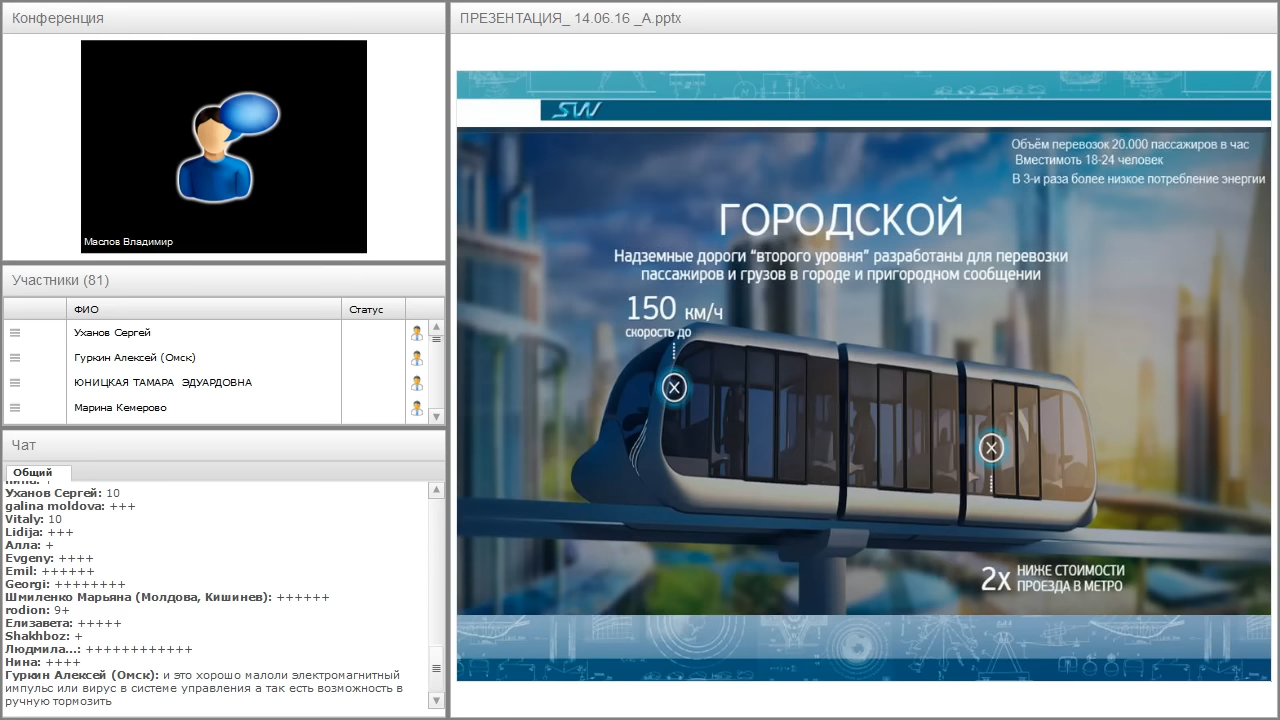 Конференция
Маслов Владимир
Участники (81)
ФИО
Статус
Уханов Сергей
Гуркин Алексей (Омск)
ЮНИЦКАЯ ТАМАРА ЭДУАРДОВНА
Марина Кемерово
Чат
Общий
Уханов Сергей: 10
galina moldova: +++
Vitaly: 10
Lidija: +++
Алла: +
Evgeny: ++++
Emil: ++++++
Georgi: ++++++++
Шмиленко Марьяна (Молдова, Кишинев): ++++++
rodion: 9+
Елизавета: +++++
Shakhboz: +
Людмила...: ++++++++++++
Нина: ++++
Гуркин Алексей (Омск): и это хорошо малоли электромагнитный
импульс или вирус в системе управления а так есть возможность в
ручную тормозить
ПРЕЗЕНТАЦИЯ_ 14.06.16 _A.pptx
SW
Объём перевозок 20.000 пассажиров в час
Вместимоть 18-24 человек
В 3-и раза более низкое потребление энергии
ГОРОДСКОЙ
Надземные дороги “второго уровня” разработаны для перевозки
пассажиров и грузов в городе и пригородном сообщении
150 км/ч
скорость до
2x НИЖЕ СТОИМОСТИ
ПРОЕЗДА В МЕТРО